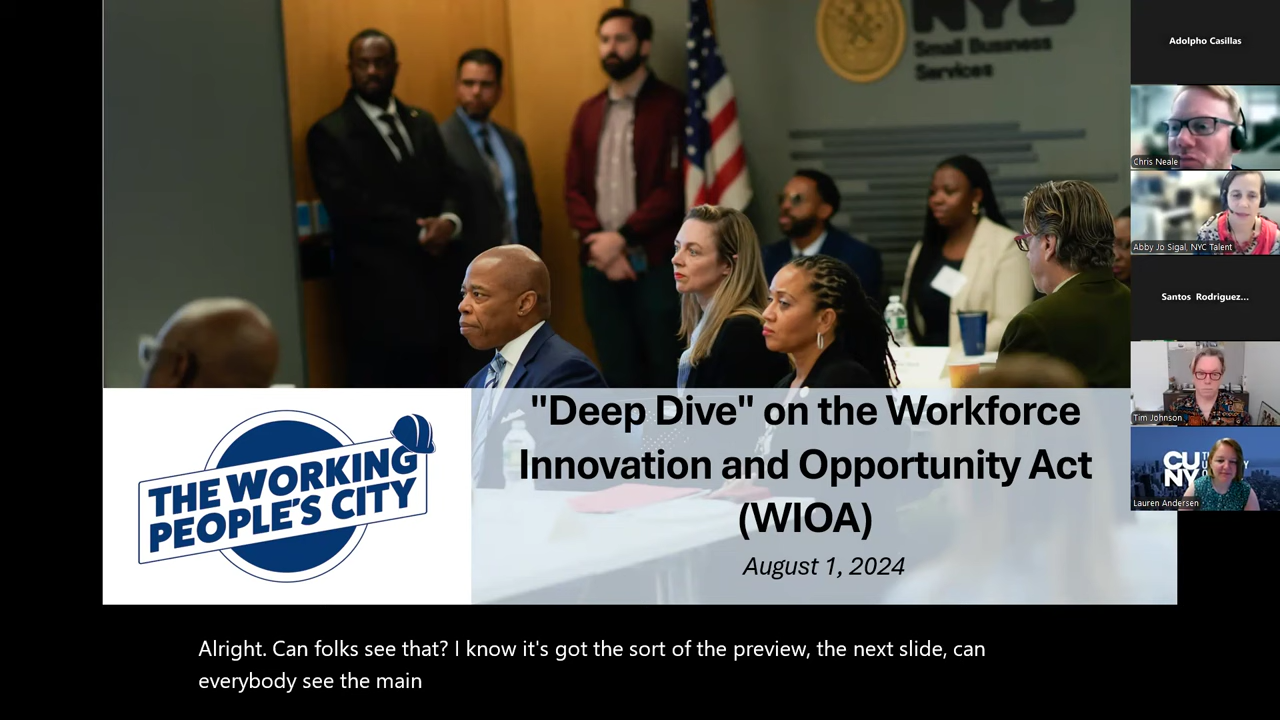 NYC
Small Business
Services
Adolpho Casillas
Chris Neale
Abby Jo Sigal, NYC Talent
Santos Rodriguez...
Tim Johnson
CU
NY
Lauren Andersen
THE WORKING
PEOPLE'S CITY
"Deep Dive" on the Workforce
Innovation and Opportunity Act
(WIOA)
August 1, 2024
Alright. Can folks see that? I know it's got the sort of the preview, the next slide, can
everybody see the main